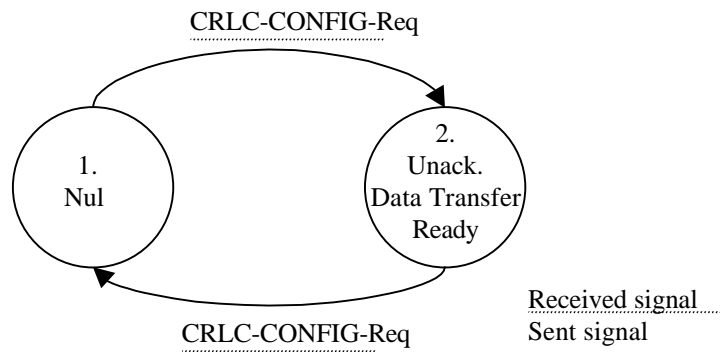 CRLC-CONFIG-Req
1.
Nul
2.
Unack.
Data Transfer
Ready
CRLC-CONFIG-Req
Received signal
Sent signal